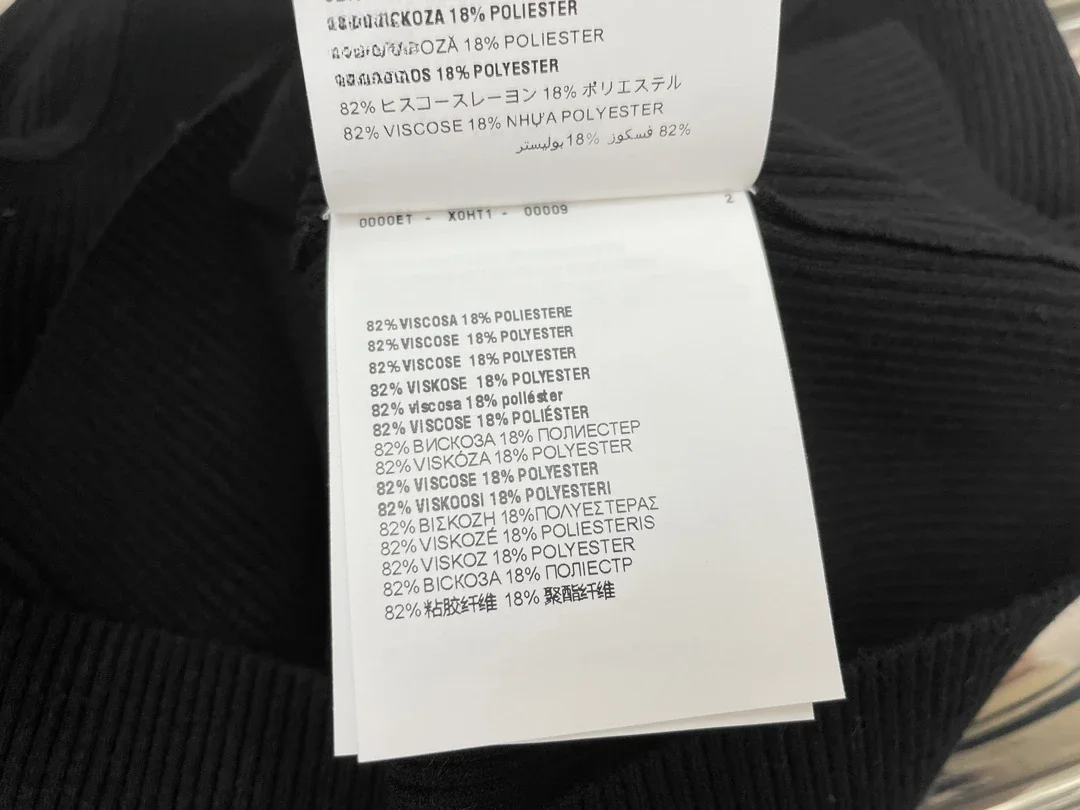 18% POLIESTER
18% POLIESTER
18% POLYESTER
82% ビスコースレーヨン 18% ポリエステル
82% VISCOSE 18% NHỰA POLYESTER
82% فسكوز 18% بوليستر
0000ET - X0HT1 - 00009
2
82% VISCOSA 18% POLIESTERE
82% VISCOSE 18% POLYESTER
82% VISCOSE 18% POLYESTER
82% VISKOSE 18% POLYESTER
82% viscosa 18% poliéster
82% VISCOSE 18% POLIÉSTER
82% ВИСКОЗА 18% ПОЛИЕСТЕР
82% VISKÓZA 18% POLYESTER
82% VISCOSE 18% POLYESTER
82% VISKOOSI 18% POLYESTERI
82% ΒΙΣΚΟΖΗ 18%ΠΟΛΥΕΣΤΕΡΑΣ
82% VISKOZĖ 18% POLIESTERIS
82% VISKOZ 18% POLYESTER
82% ВІСКОЗА 18% ПОЛІЕСТР
82% 粘胶纤维 18% 聚酯纤维